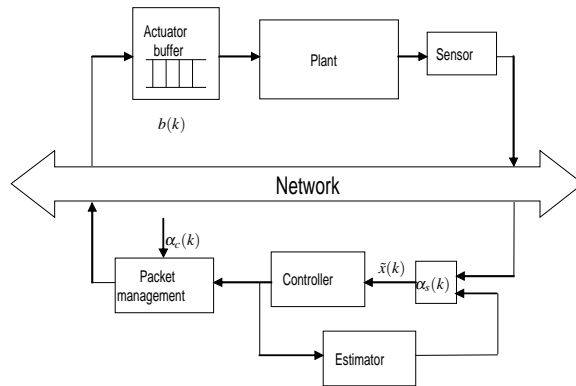 Actuator
buffer
Plant
Sensor
b(k)
Network
α_c(k)
Packet
management
Controller
x̃(k)
α_s(k)
Estimator